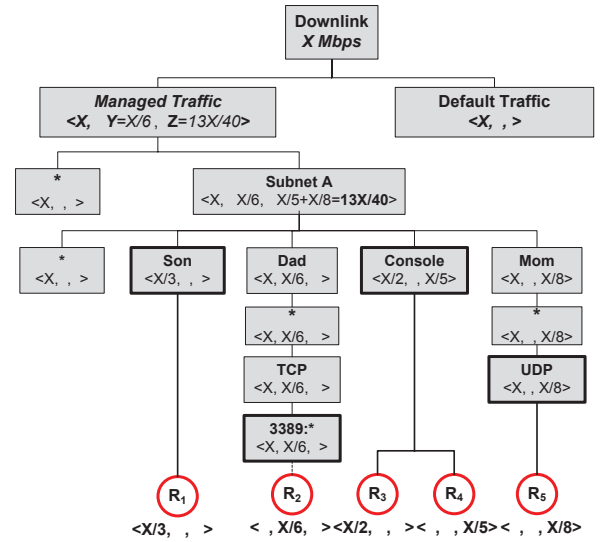 Downlink
X Mbps
Managed Traffic
<X, Y=X/6 , Z=13X/40>
Default Traffic
<X, , >
*
<X, , >
Subnet A
<X, X/6, X/5+X/8=13X/40>
*
<X, , >
Son
<X/3, , >
Dad
<X, X/6, >
Console
<X/2, , X/5>
Mom
<X, , X/8>
*
<X, X/6, >
*
<X, , X/8>
TCP
<X, X/6, >
UDP
<X, , X/8>
3389:*
<X, X/6, >
R1
R2
R3
R4
R5
<X/3, , >
< , X/6, >
<X/2, , >
< , , X/5>
< , , X/8>